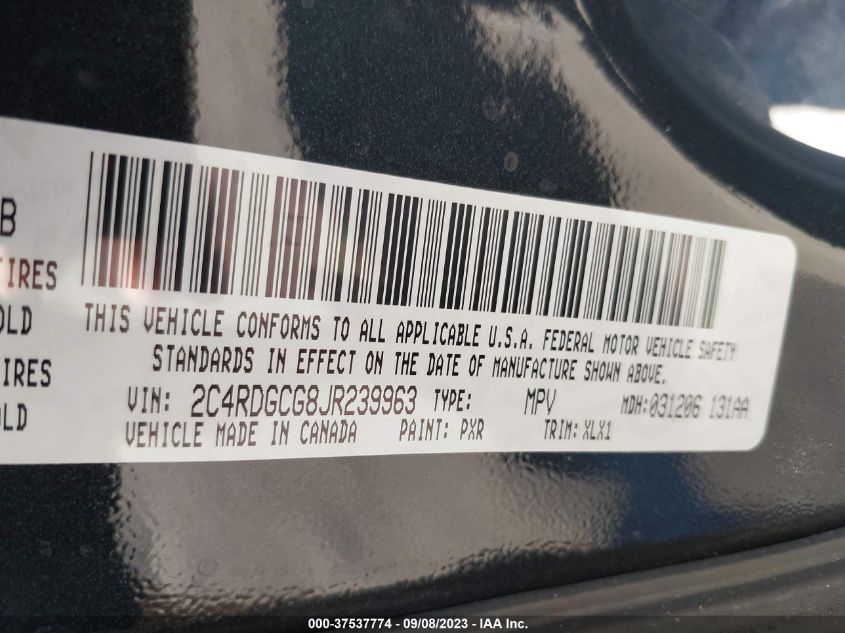 B
TIRES
OLD
IRES
OLD
THIS VEHICLE CONFORMS TO ALL APPLICABLE U.S.A. FEDERAL MOTOR VEHICLE SAFETY
STANDARDS IN EFFECT ON THE DATE OF MANUFACTURE SHOWN ABOVE.
VIN: 2C4RDGCG8JR239963 TYPE: MPV MDH:031206 131AA
VEHICLE MADE IN CANADA PAINT: PXR TRIM: XLX1
000-37537774 - 09/08/2023 - IAA Inc.